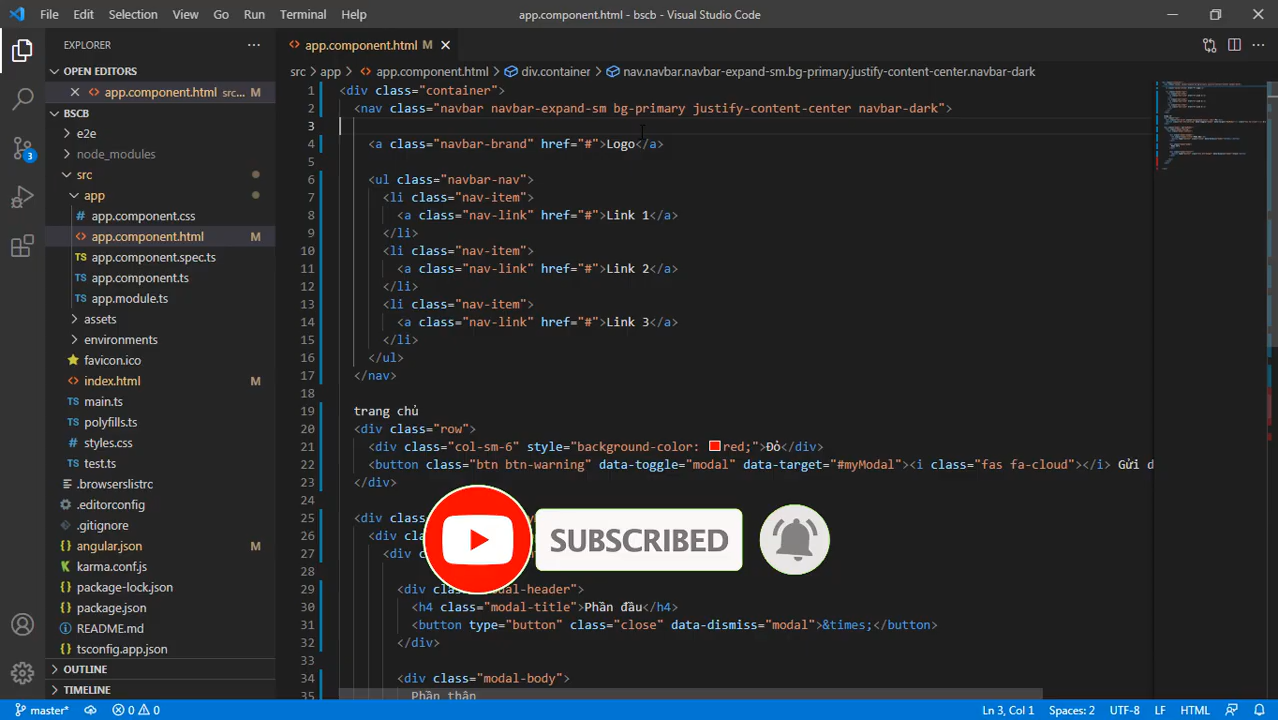 File Edit Selection View Go Run Terminal Help app.component.html - bscb - Visual Studio Code
EXPLORER
app.component.html M
OPEN EDITORS
app.component.html src... M
src app app.component.html div.container nav.navbar.navbar-expand-sm.bg-primary.justify-content-center.navbar-dark
BSCB
e2e
node_modules
src
app
app.component.css
app.component.html M
app.component.spec.ts
app.component.ts
app.module.ts
assets
environments
favicon.ico
index.html M
main.ts
polyfills.ts
styles.css
test.ts
.browserslistrc
.editorconfig
.gitignore
angular.json M
karma.conf.js
package-lock.json
package.json
README.md
tsconfig.app.json
OUTLINE
TIMELINE
1 <div class="container">
2 <nav class="navbar navbar-expand-sm bg-primary justify-content-center navbar-dark">
3
4 <a class="navbar-brand" href="#">Logo</a>
5
6 <ul class="navbar-nav">
7 <li class="nav-item">
8 <a class="nav-link" href="#">Link 1</a>
9 </li>
10 <li class="nav-item">
11 <a class="nav-link" href="#">Link 2</a>
12 </li>
13 <li class="nav-item">
14 <a class="nav-link" href="#">Link 3</a>
15 </li>
16 </ul>
17 </nav>
18
19 trang chủ
20 <div class="row">
21 <div class="col-sm-6" style="background-color: red;">Đỏ</div>
22 <button class="btn btn-warning" data-toggle="modal" data-target="#myModal"><i class="fas fa-cloud"></i> Gửi d
23 </div>
24
25 <div clas
26 <div c
27 <de
28
29 <div class="modal-header">
30 <h4 class="modal-title">Phần đầu</h4>
31 <button type="button" class="close" data-dismiss="modal">&times;</button>
32 </div>
33
34 <div class="modal-body">
35 Phần thân
SUBSCRIBED
3
master* 0 0 Ln 3, Col 1 Spaces: 2 UTF-8 LF HTML